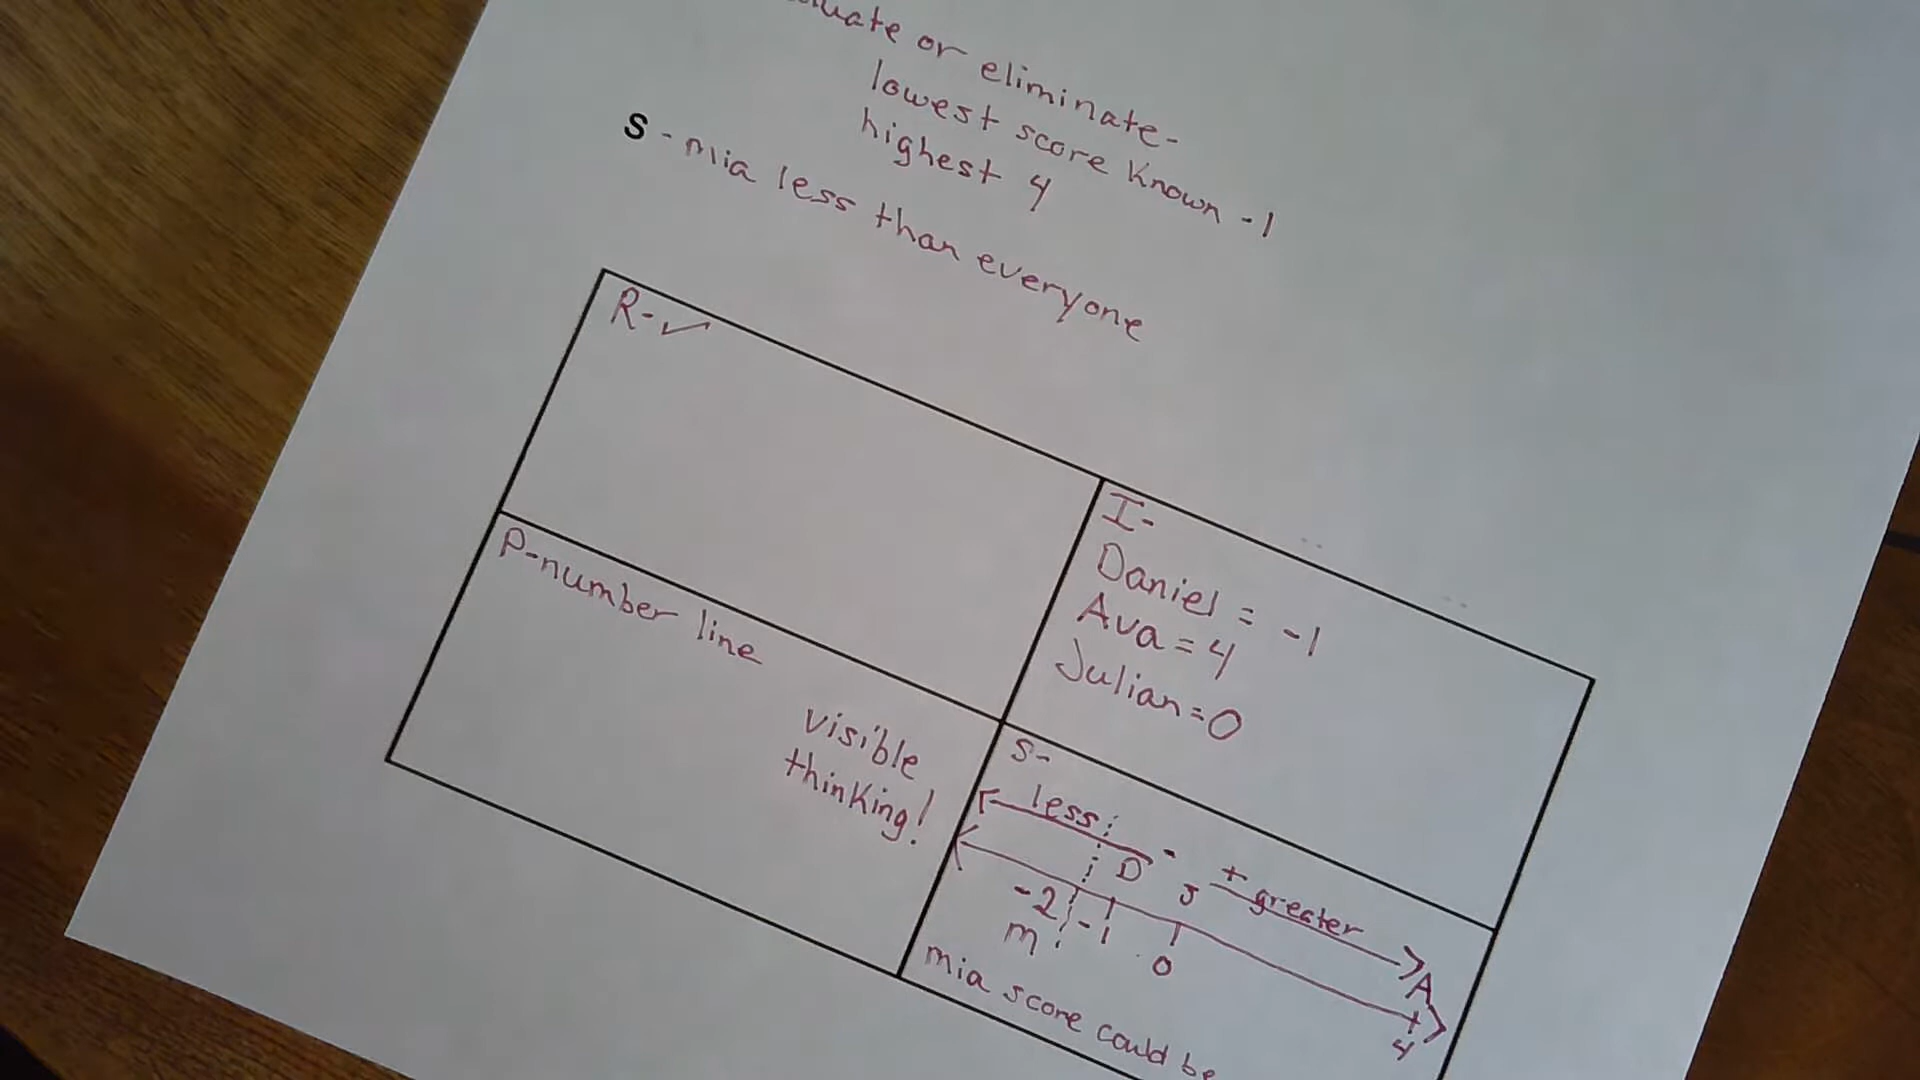 or eliminate-
lowest score known -1
highest 4
S - mia less than everyone
R-✓
I-
Daniel = -1
Ava = 4
Julian = 0
P-number line
visible
thinking!
S-
less
- + greater
D J A
-2 -1 0 4
m
mia score could be